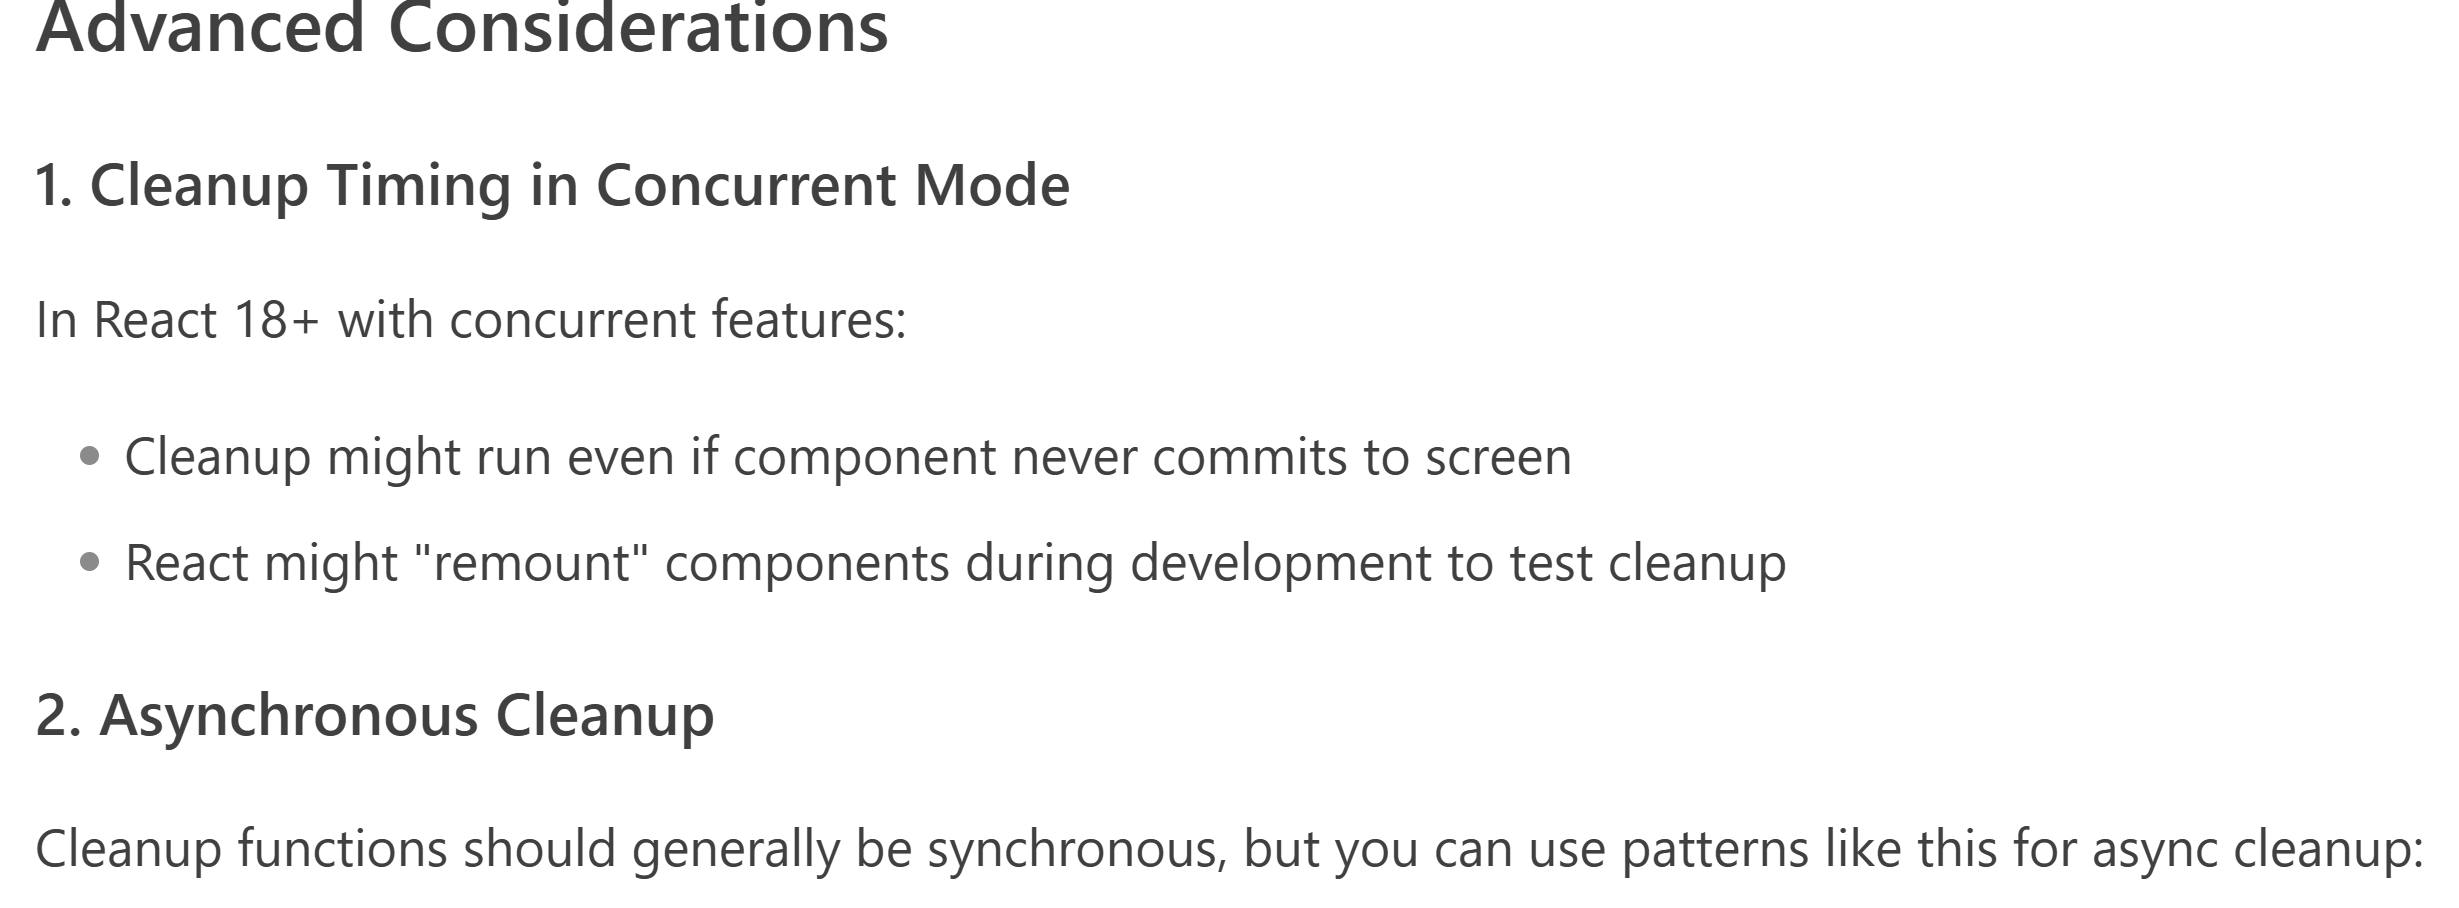 Advanced Considerations
1. Cleanup Timing in Concurrent Mode
In React 18+ with concurrent features:
• Cleanup might run even if component never commits to screen
• React might "remount" components during development to test cleanup
2. Asynchronous Cleanup
Cleanup functions should generally be synchronous, but you can use patterns like this for async cleanup: